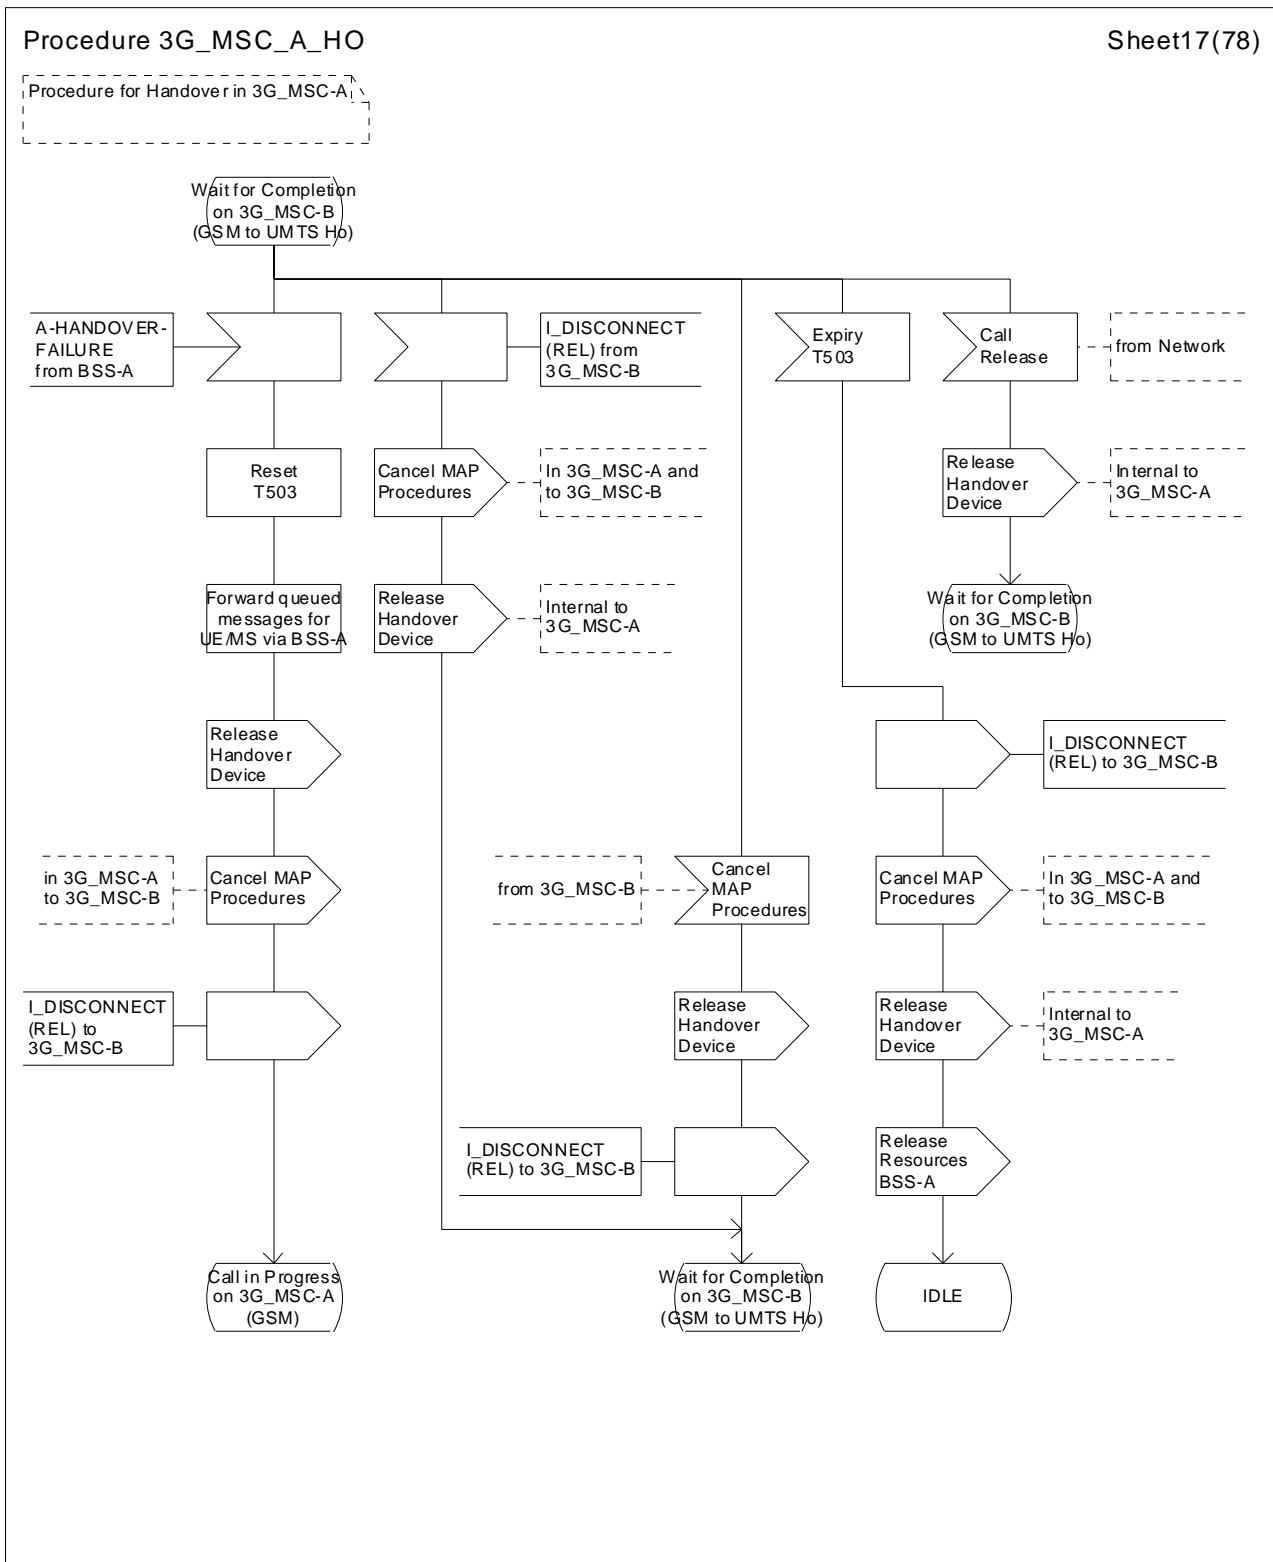 Procedure 3G_MSC_A_HO
Sheet17(78)
Procedure for Handover in 3G_MSC-A
Wait for Completion
on 3G_MSC-B
(GSM to UMTS Ho)
A-HANDOVER-
FAILURE
from BSS-A
I_DISCONNECT
(REL) from
3G_MSC-B
Expiry
T503
Call
Release
from Network
Reset
T503
Cancel MAP
Procedures
In 3G_MSC-A and
to 3G_MSC-B
Release
Handover
Device
Internal to
3G_MSC-A
Forward queued
messages for
UE/MS via BSS-A
Release
Handover
Device
Internal to
3G_MSC-A
Wait for Completion
on 3G_MSC-B
(GSM to UMTS Ho)
Release
Handover
Device
I_DISCONNECT
(REL) to 3G_MSC-B
in 3G_MSC-A
to 3G_MSC-B
Cancel MAP
Procedures
from 3G_MSC-B
Cancel
MAP
Procedures
Cancel MAP
Procedures
In 3G_MSC-A and
to 3G_MSC-B
I_DISCONNECT
(REL) to
3G_MSC-B
Release
Handover
Device
Release
Handover
Device
Internal to
3G_MSC-A
I_DISCONNECT
(REL) to 3G_MSC-B
Release
Resources
BSS-A
Call in Progress
on 3G_MSC-A
(GSM)
Wait for Completion
on 3G_MSC-B
(GSM to UMTS Ho)
IDLE